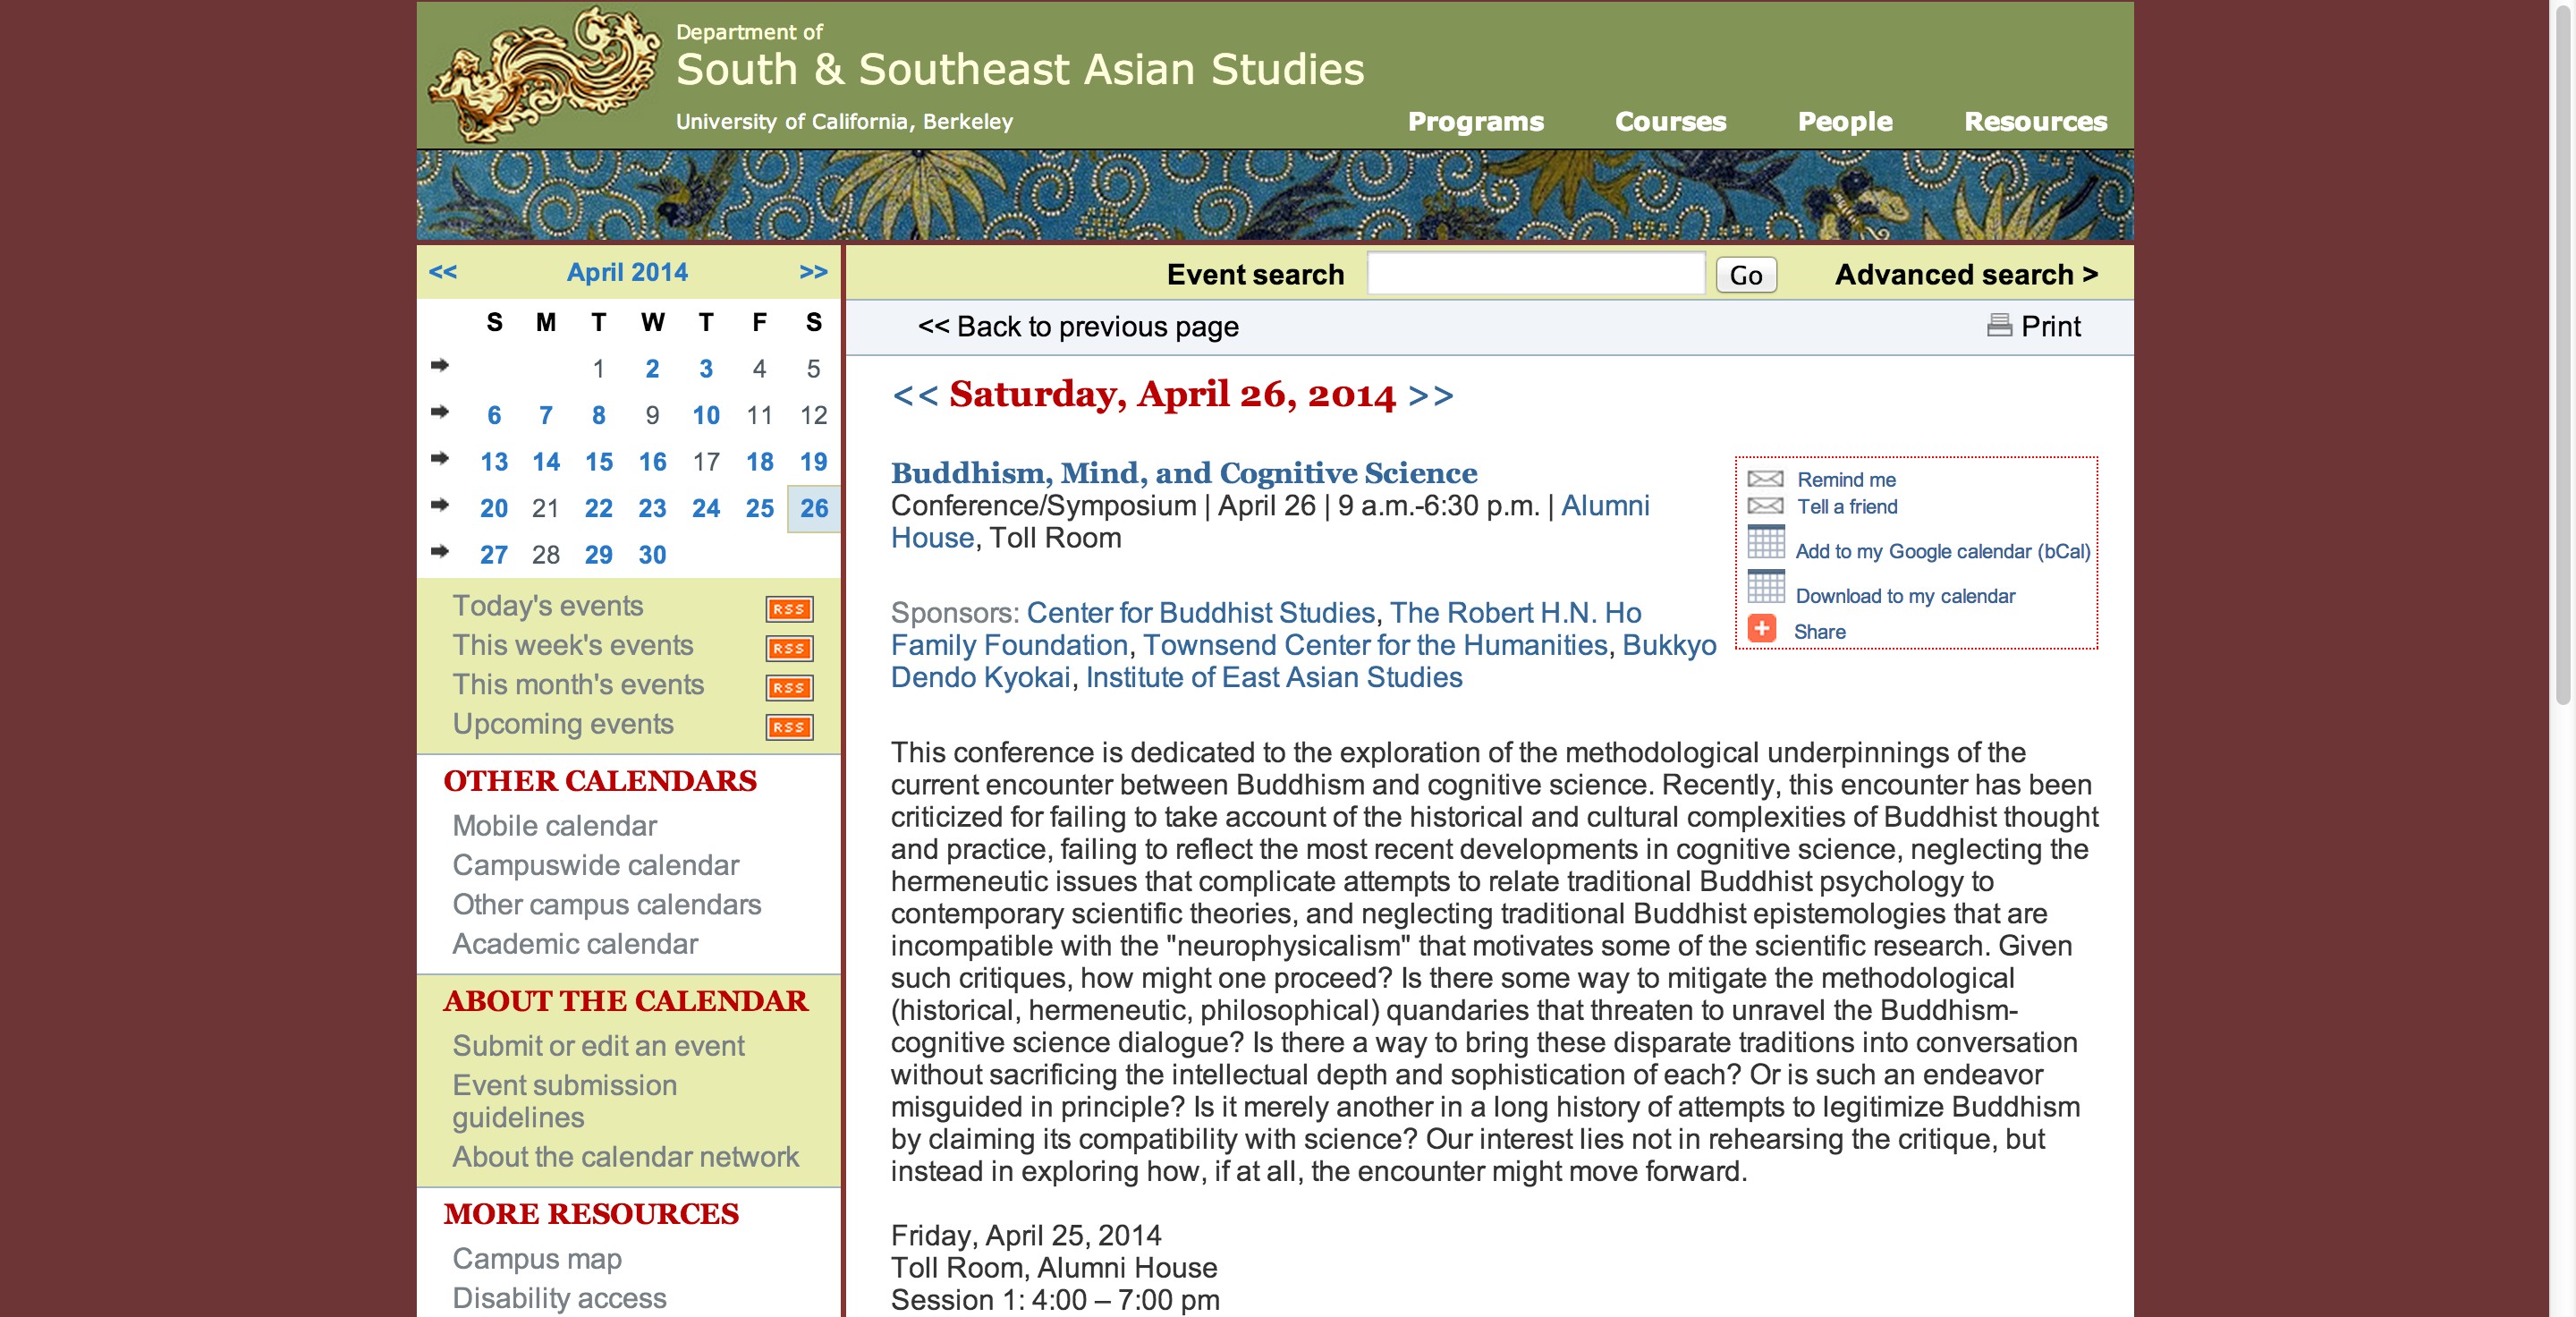 Department of
South & Southeast Asian Studies
University of California, Berkeley
Programs Courses People Resources
<< April 2014 >>
S M T W T F S
1 2 3 4 5
6 7 8 9 10 11 12
13 14 15 16 17 18 19
20 21 22 23 24 25 26
27 28 29 30
Today's events RSS
This week's events RSS
This month's events RSS
Upcoming events RSS
OTHER CALENDARS
Mobile calendar
Campuswide calendar
Other campus calendars
Academic calendar
ABOUT THE CALENDAR
Submit or edit an event
Event submission
guidelines
About the calendar network
MORE RESOURCES
Campus map
Disability access
Event search Go Advanced search >
<< Back to previous page Print
<< Saturday, April 26, 2014 >>
Buddhism, Mind, and Cognitive Science
Conference/Symposium | April 26 | 9 a.m.-6:30 p.m. | Alumni
House, Toll Room
Sponsors: Center for Buddhist Studies, The Robert H.N. Ho
Family Foundation, Townsend Center for the Humanities, Bukkyo
Dendo Kyokai, Institute of East Asian Studies
Remind me
Tell a friend
Add to my Google calendar (bCal)
Download to my calendar
Share
This conference is dedicated to the exploration of the methodological underpinnings of the
current encounter between Buddhism and cognitive science. Recently, this encounter has been
criticized for failing to take account of the historical and cultural complexities of Buddhist thought
and practice, failing to reflect the most recent developments in cognitive science, neglecting the
hermeneutic issues that complicate attempts to relate traditional Buddhist psychology to
contemporary scientific theories, and neglecting traditional Buddhist epistemologies that are
incompatible with the "neurophysicalism" that motivates some of the scientific research. Given
such critiques, how might one proceed? Is there some way to mitigate the methodological
(historical, hermeneutic, philosophical) quandaries that threaten to unravel the Buddhism-
cognitive science dialogue? Is there a way to bring these disparate traditions into conversation
without sacrificing the intellectual depth and sophistication of each? Or is such an endeavor
misguided in principle? Is it merely another in a long history of attempts to legitimize Buddhism
by claiming its compatibility with science? Our interest lies not in rehearsing the critique, but
instead in exploring how, if at all, the encounter might move forward.
Friday, April 25, 2014
Toll Room, Alumni House
Session 1: 4:00 – 7:00 pm